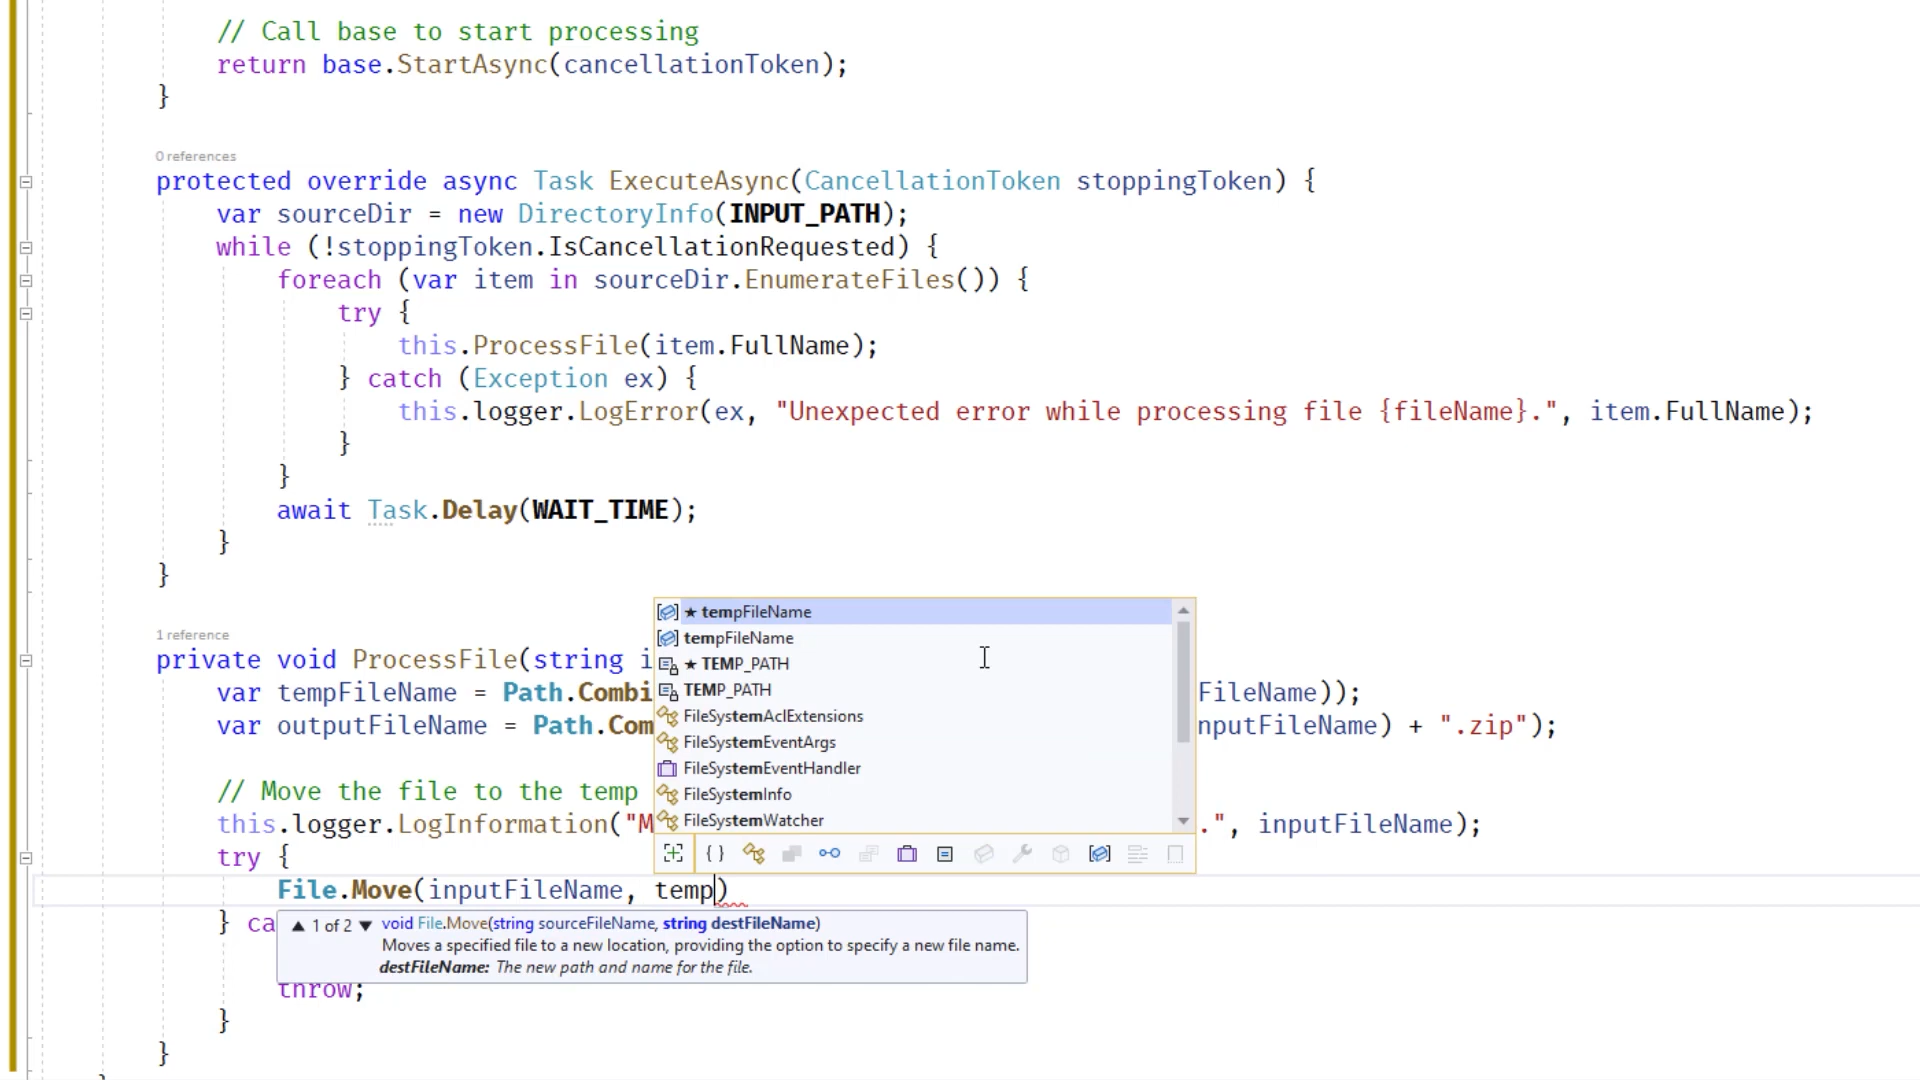 // Call base to start processing
return base.StartAsync(cancellationToken);
}
0 references
protected override async Task ExecuteAsync(CancellationToken stoppingToken) {
var sourceDir = new DirectoryInfo(INPUT_PATH);
while (!stoppingToken.IsCancellationRequested) {
foreach (var item in sourceDir.EnumerateFiles()) {
try {
this.ProcessFile(item.FullName);
} catch (Exception ex) {
this.logger.LogError(ex, "Unexpected error while processing file {fileName}.", item.FullName);
}
}
await Task.Delay(WAIT_TIME);
}
}
★ tempFileName
tempFileName
★ TEMP_PATH
TEMP_PATH
FileSystemAclExtensions
FileSystemEventArgs
FileSystemEventHandler
FileSystemInfo
FileSystemWatcher
1 reference
private void ProcessFile(string i
var tempFileName = Path.Combi FileName));
var outputFileName = Path.Com nputFileName) + ".zip");
// Move the file to the temp
this.logger.LogInformation("M .", inputFileName);
try {
File.Move(inputFileName, temp)
} ca
▲ 1 of 2 ▼ void File.Move(string sourceFileName, string destFileName)
Moves a specified file to a new location, providing the option to specify a new file name.
destFileName: The new path and name for the file.
throw;
}
}